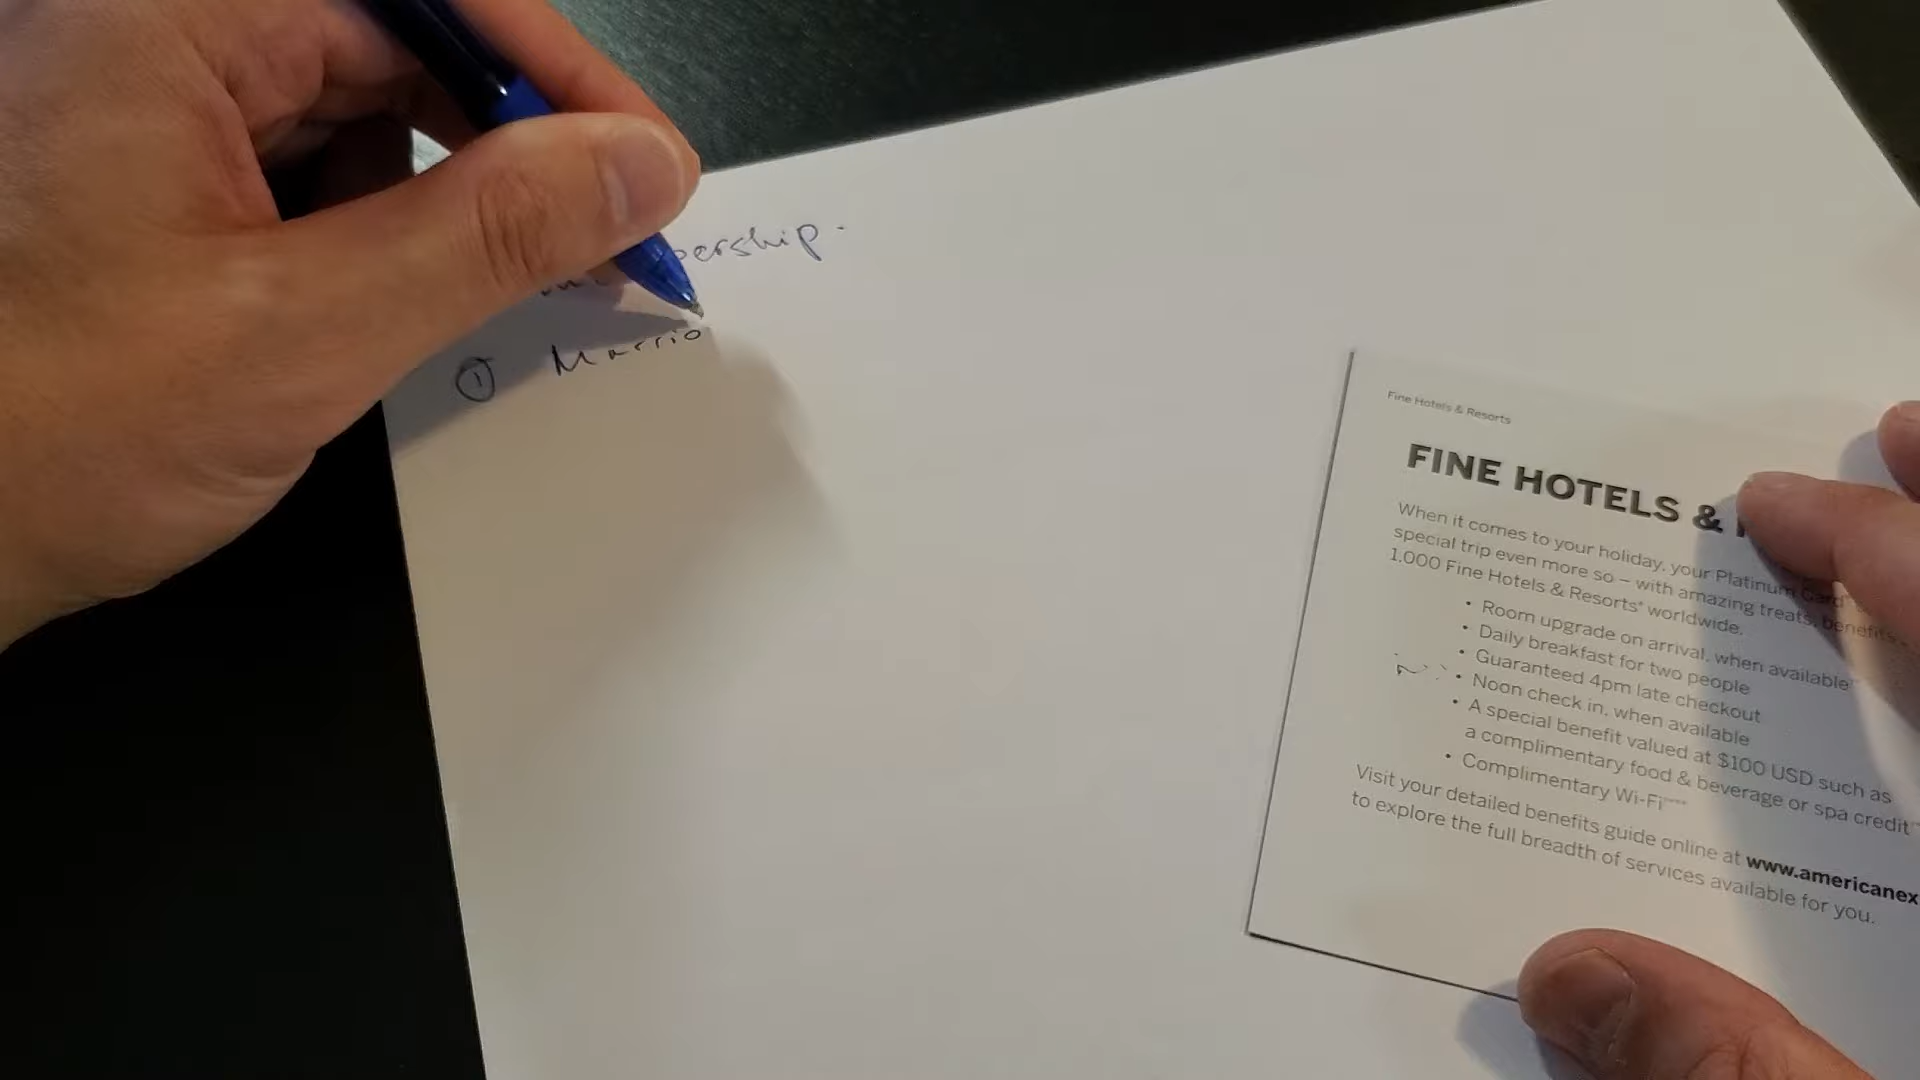 membership.
① Marrio
Fine Hotels & Resorts
FINE HOTELS &
When it comes to your holiday, your Platinum Card
special trip even more so – with amazing treats, benefits
1,000 Fine Hotels & Resorts* worldwide.
• Room upgrade on arrival, when available**
• Daily breakfast for two people
• Guaranteed 4pm late checkout
• Noon check in, when available
• A special benefit valued at $100 USD such as
a complimentary food & beverage or spa credit
• Complimentary Wi-Fi****
Visit your detailed benefits guide online at www.americanex
to explore the full breadth of services available for you.